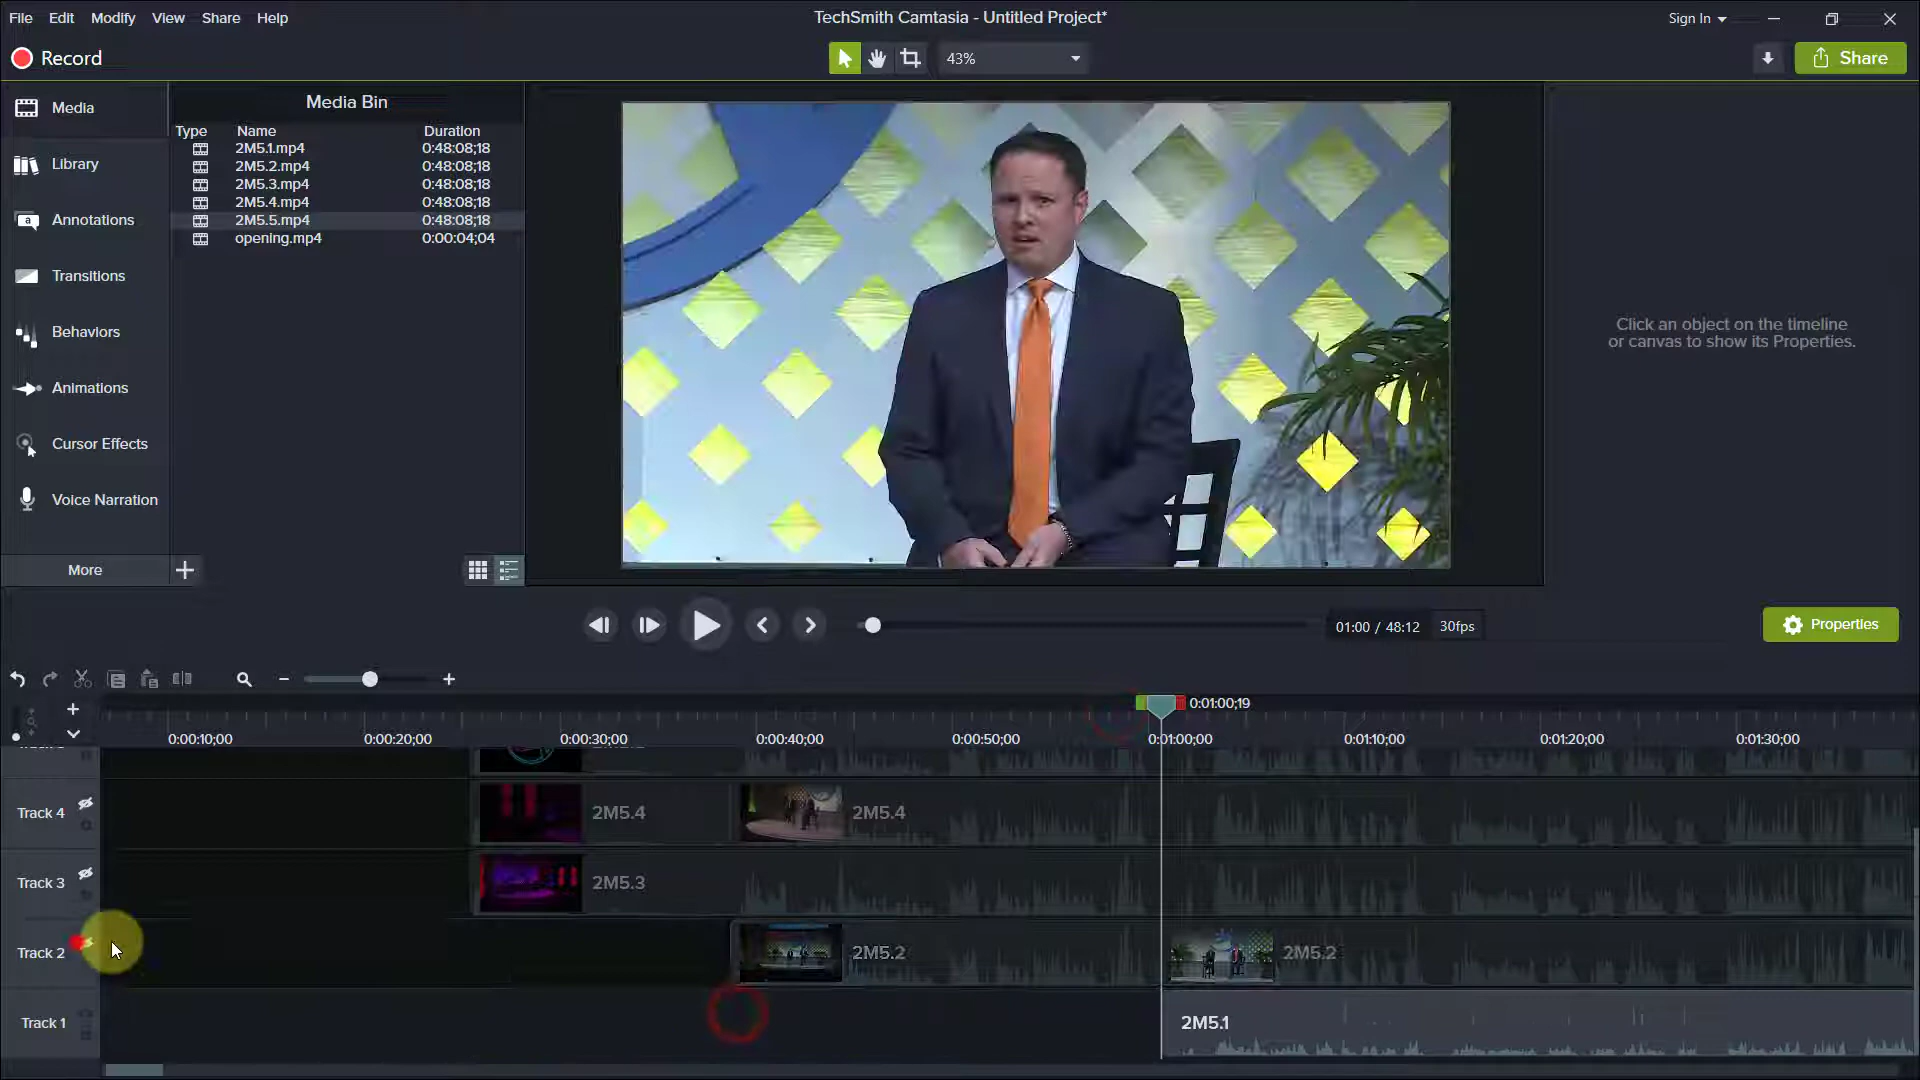 File Edit Modify View Share Help
TechSmith Camtasia - Untitled Project*
Sign In
Record
43%
Share
Media
Library
Annotations
Transitions
Behaviors
Animations
Cursor Effects
Voice Narration
More
Media Bin
Type Name Duration
2M5.1.mp4 0:48:08;18
2M5.2.mp4 0:48:08;18
2M5.3.mp4 0:48:08;18
2M5.4.mp4 0:48:08;18
2M5.5.mp4 0:48:08;18
opening.mp4 0:00:04;04
Click an object on the timeline
or canvas to show its Properties.
01:00 / 48:12 30fps
Properties
0:01:00;19
0:00:10;00 0:00:20;00 0:00:30;00 0:00:40;00 0:00:50;00 0:01:00;00 0:01:10;00 0:01:20;00 0:01:30;00
Track 4 2M5.4 2M5.4
Track 3 2M5.3
Track 2 2M5.2 2M5.2
Track 1 2M5.1